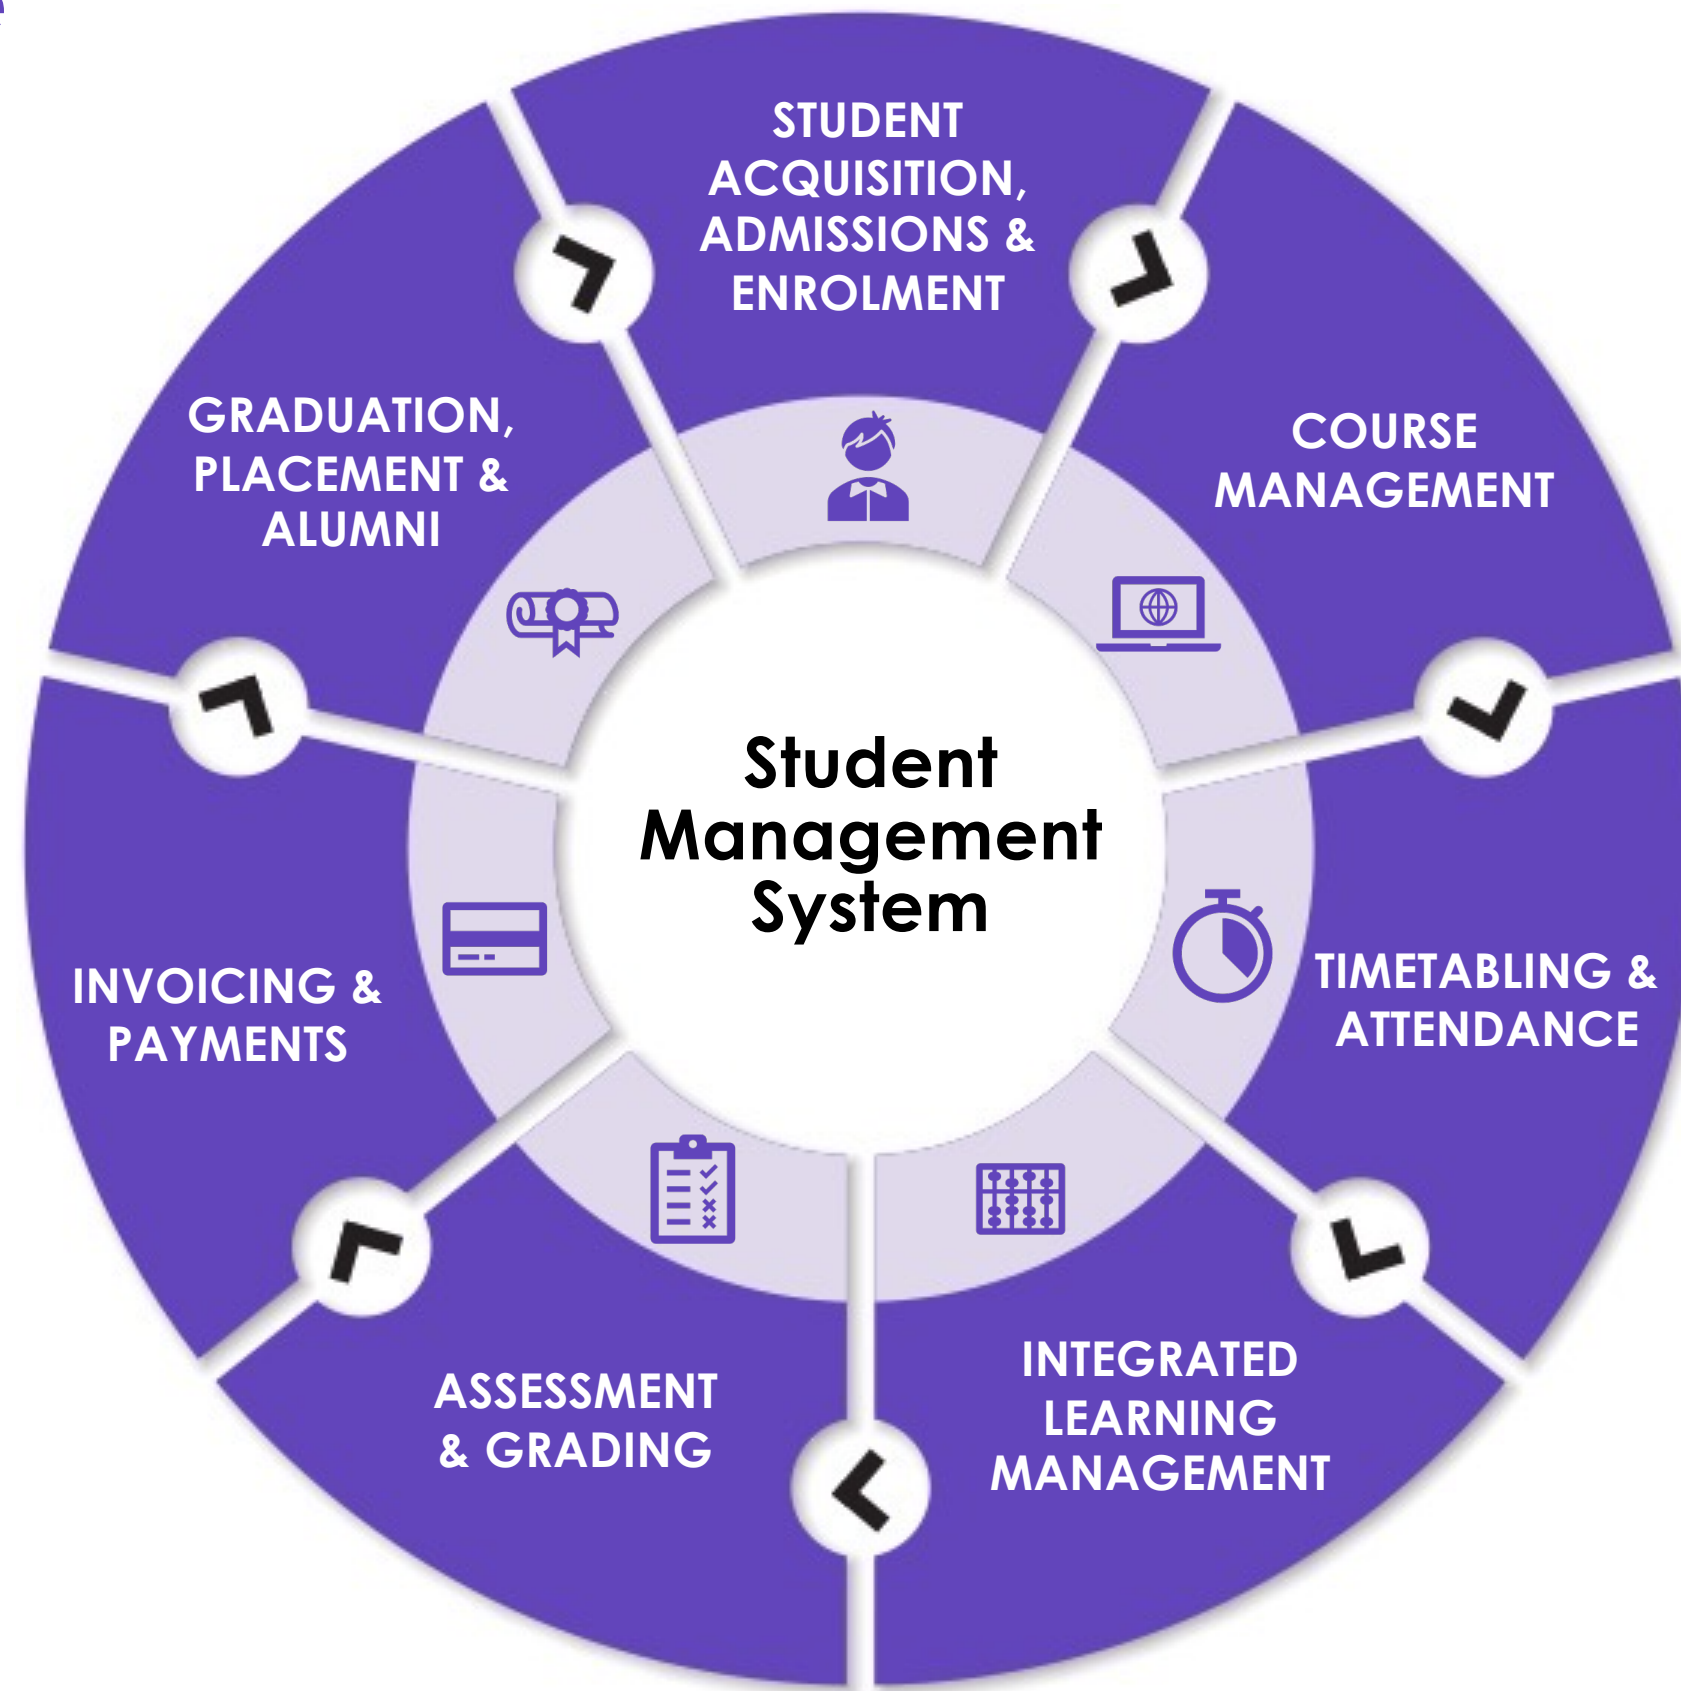 STUDENT
ACQUISITION,
ADMISSIONS &
ENROLMENT
COURSE
MANAGEMENT
TIMETABLING &
ATTENDANCE
INTEGRATED
LEARNING
MANAGEMENT
ASSESSMENT
& GRADING
INVOICING &
PAYMENTS
GRADUATION,
PLACEMENT &
ALUMNI
Student
Management
System